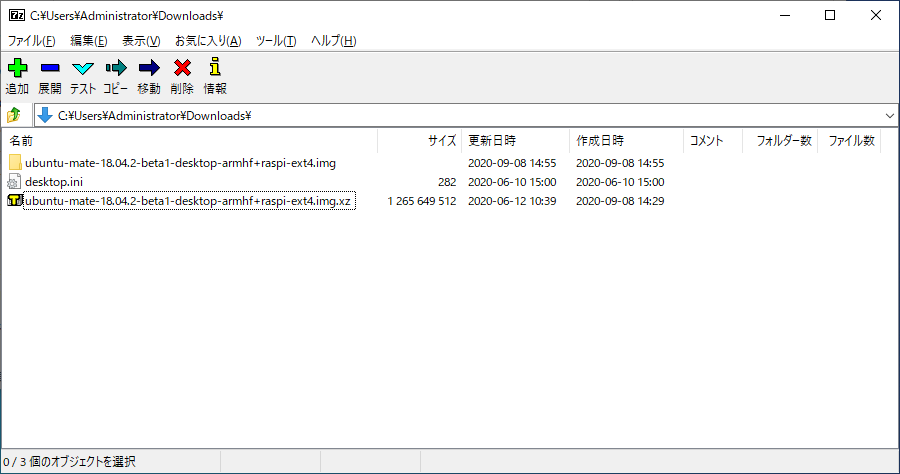 C:¥Users¥Administrator¥Downloads¥
ファイル(F) 編集(E) 表示(V) お気に入り(A) ツール(T) ヘルプ(H)
追加 展開 テスト コピー 移動 削除 情報
C:¥Users¥Administrator¥Downloads¥
名前 サイズ 更新日時 作成日時 コメント フォルダー数 ファイル数
ubuntu-mate-18.04.2-beta1-desktop-armhf+raspi-ext4.img 2020-09-08 14:55 2020-09-08 14:55
desktop.ini 282 2020-06-10 15:00 2020-06-10 15:00
ubuntu-mate-18.04.2-beta1-desktop-armhf+raspi-ext4.img.xz 1 265 649 512 2020-06-12 10:39 2020-09-08 14:29
0 / 3 個のオブジェクトを選択